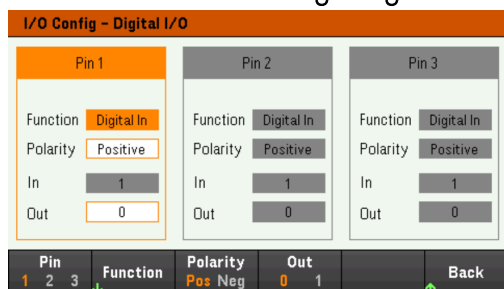 I/O Config - Digital I/O
Pin 1 Pin 2 Pin 3
Function Digital In Function Digital In Function Digital In
Polarity Positive Polarity Positive Polarity Positive
In 1 In 1 In 1
Out 0 Out 0 Out 0
Pin Polarity Out
1 2 3 Function Pos Neg 0 1 Back